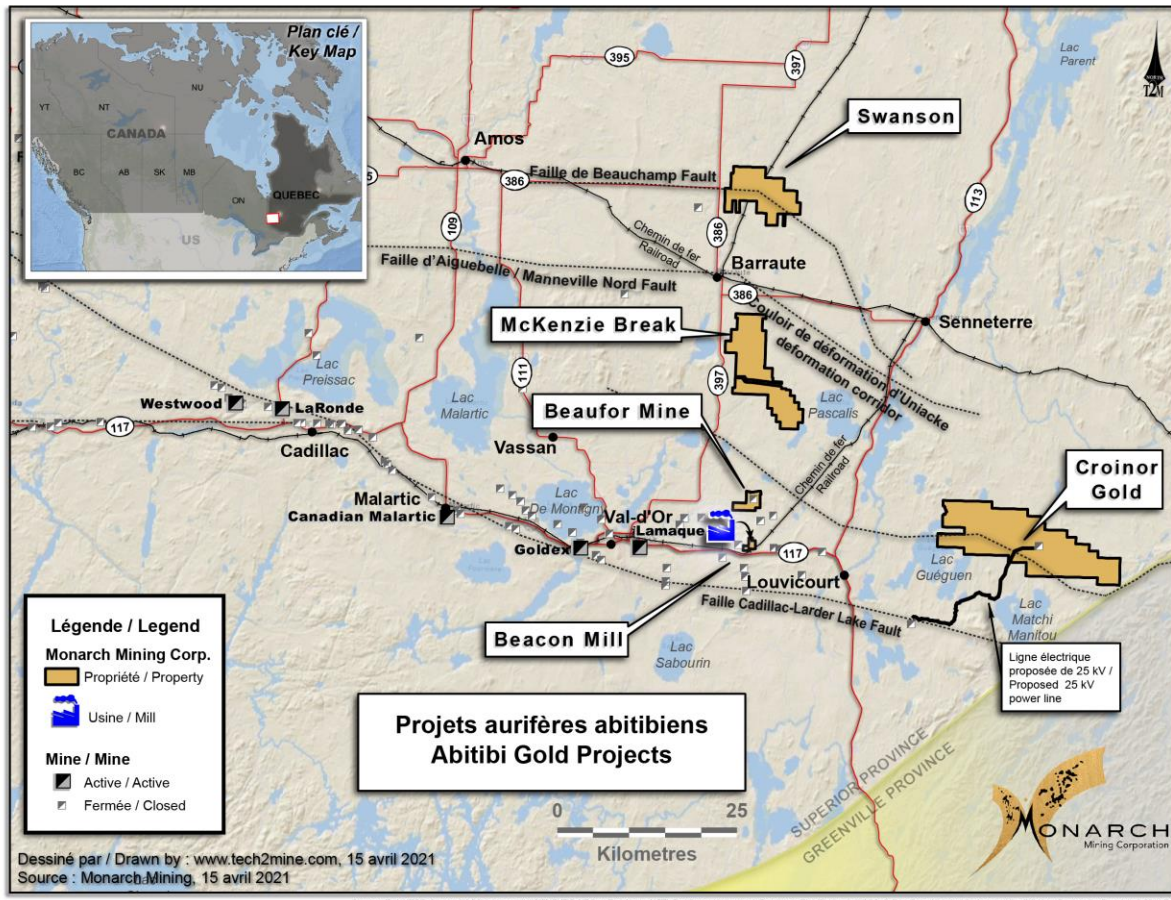 Plan clé /
Key Map
YT
NT
NU
CANADA
BC
AB
SK
MB
ON
QUEBEC
US
395
397
Lac
Parent
NORTH
T2M
Swanson
Amos
Amos
Faille de Beauchamp Fault
386
109
386
113
Chemin de fer
Railroad
Barraute
Faille d'Aiguebelle / Manneville Nord Fault
386
Couloir de déformation d'Uniacke
deformation corridor
Senneterre
McKenzie Break
Lac
Preissac
111
397
Lac
Malartic
Westwood
LaRonde
Beaufor Mine
Lac
Pascalis
117
Cadillac
Vassan
Chemin de fer
Railroad
Croinor
Gold
Malartic
Canadian Malartic
Lac
De Montigny
Val-d'Or
Lamaque
Goldex
117
Louvicourt
Lac
Guéguen
Lac
Matchi
Manitou
Faille Cadillac-Larder Lake Fault
Beacon Mill
Lac
Sabourin
Ligne électrique
proposée de 25 kV /
Proposed 25 kV
power line
Légende / Legend
Monarch Mining Corp.
Propriété / Property
Usine / Mill
Mine / Mine
Active / Active
Fermée / Closed
Projets aurifères abitibiens
Abitibi Gold Projects
0
25
Kilometres
SUPERIOR PROVINCE
GREENVILLE PROVINCE
MONARCH
Mining Corporation
Dessiné par / Drawn by : www.tech2mine.com, 15 avril 2021
Source : Monarch Mining, 15 avril 2021